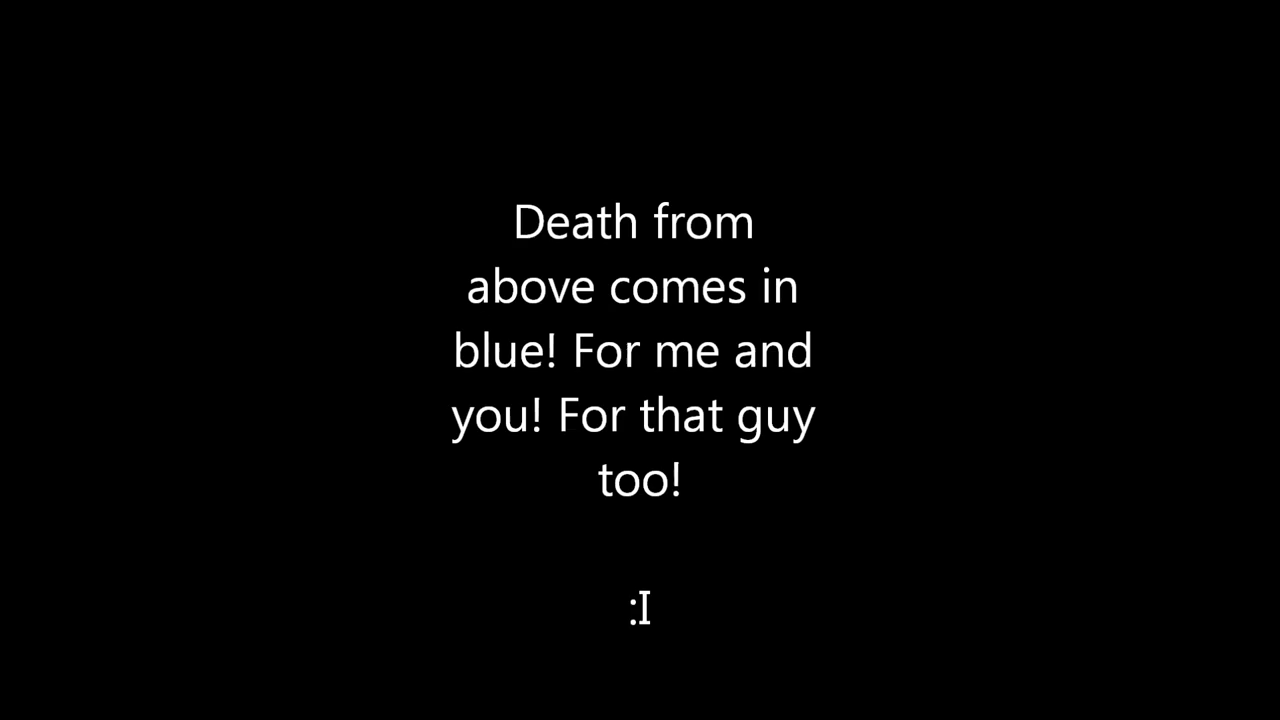 Death from
above comes in
blue! For me and
you! For that guy
too!
:I